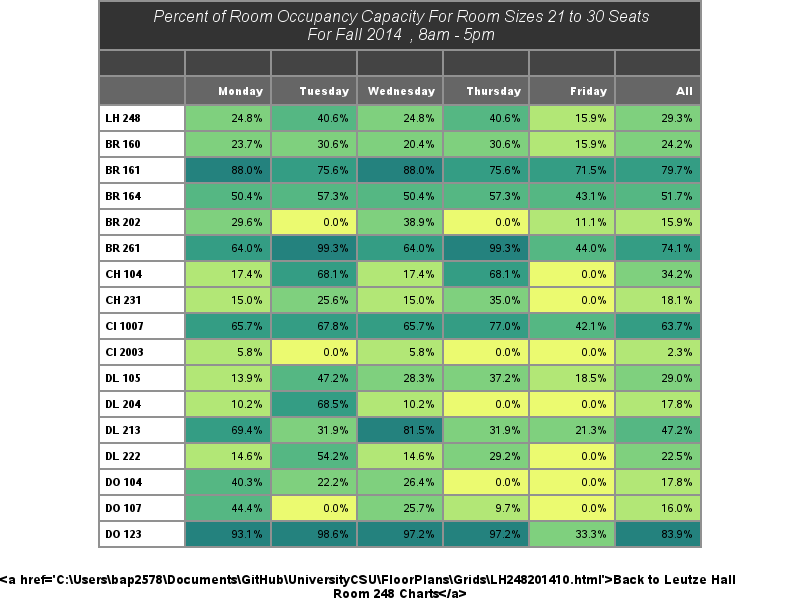 Percent of Room Occupancy Capacity For Room Sizes 21 to 30 Seats
For Fall 2014 , 8am - 5pm
Monday Tuesday Wednesday Thursday Friday All
LH 248 24.8% 40.6% 24.8% 40.6% 15.9% 29.3%
BR 160 23.7% 30.6% 20.4% 30.6% 15.9% 24.2%
BR 161 88.0% 75.6% 88.0% 75.6% 71.5% 79.7%
BR 164 50.4% 57.3% 50.4% 57.3% 43.1% 51.7%
BR 202 29.6% 0.0% 38.9% 0.0% 11.1% 15.9%
BR 261 64.0% 99.3% 64.0% 99.3% 44.0% 74.1%
CH 104 17.4% 68.1% 17.4% 68.1% 0.0% 34.2%
CH 231 15.0% 25.6% 15.0% 35.0% 0.0% 18.1%
CI 1007 65.7% 67.8% 65.7% 77.0% 42.1% 63.7%
CI 2003 5.8% 0.0% 5.8% 0.0% 0.0% 2.3%
DL 105 13.9% 47.2% 28.3% 37.2% 18.5% 29.0%
DL 204 10.2% 68.5% 10.2% 0.0% 0.0% 17.8%
DL 213 69.4% 31.9% 81.5% 31.9% 21.3% 47.2%
DL 222 14.6% 54.2% 14.6% 29.2% 0.0% 22.5%
DO 104 40.3% 22.2% 26.4% 0.0% 0.0% 17.8%
DO 107 44.4% 0.0% 25.7% 9.7% 0.0% 16.0%
DO 123 93.1% 98.6% 97.2% 97.2% 33.3% 83.9%
<a href='C:\Users\bap2578\Documents\GitHub\UniversityCSU\FloorPlans\Grids\LH248201410.html'>Back to Leutze Hall
Room 248 Charts</a>